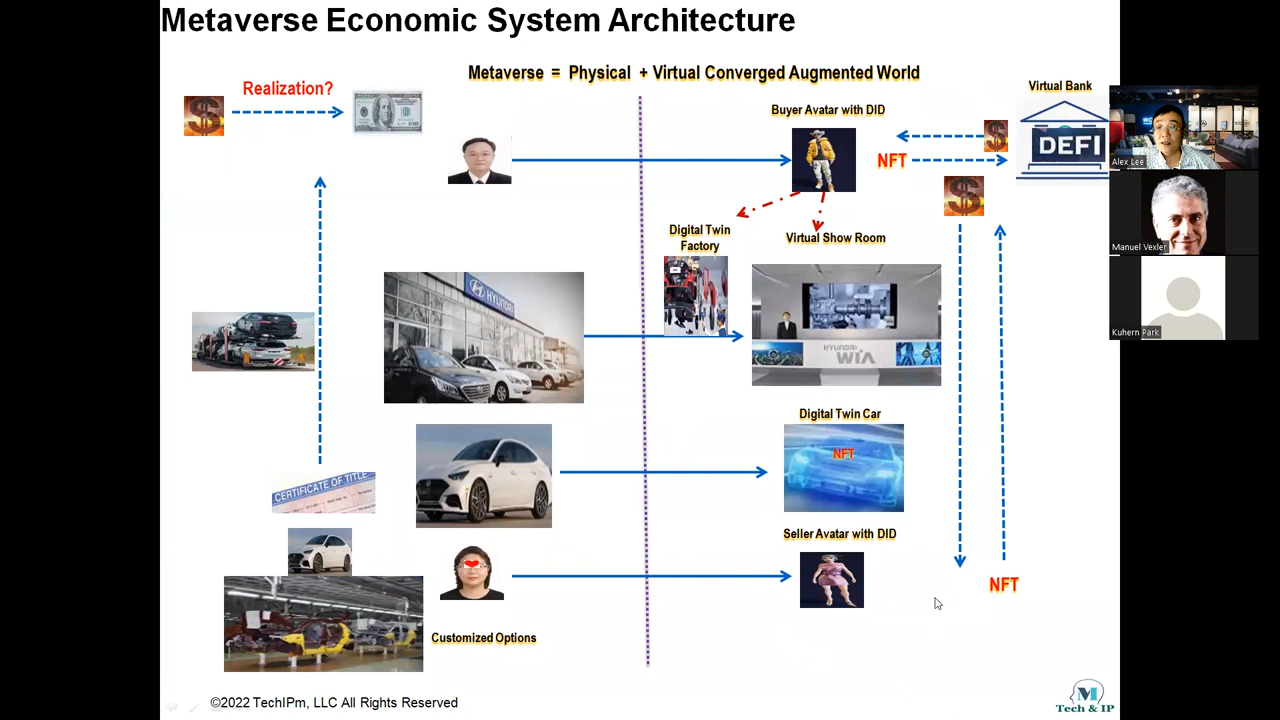 Metaverse Economic System Architecture
Metaverse = Physical + Virtual Converged Augmented World
Realization?
Buyer Avatar with DID
Virtual Bank
NFT
DEFI
Digital Twin
Factory
Virtual Show Room
HYUNDAI
HYUNDAI
WIA
Digital Twin Car
NFT
CERTIFICATE OF TITLE
Seller Avatar with DID
NFT
Customized Options
©2022 TechIPm, LLC All Rights Reserved
M
Tech & IP
Alex Lee
Manuel Vexler
Kuhern Park